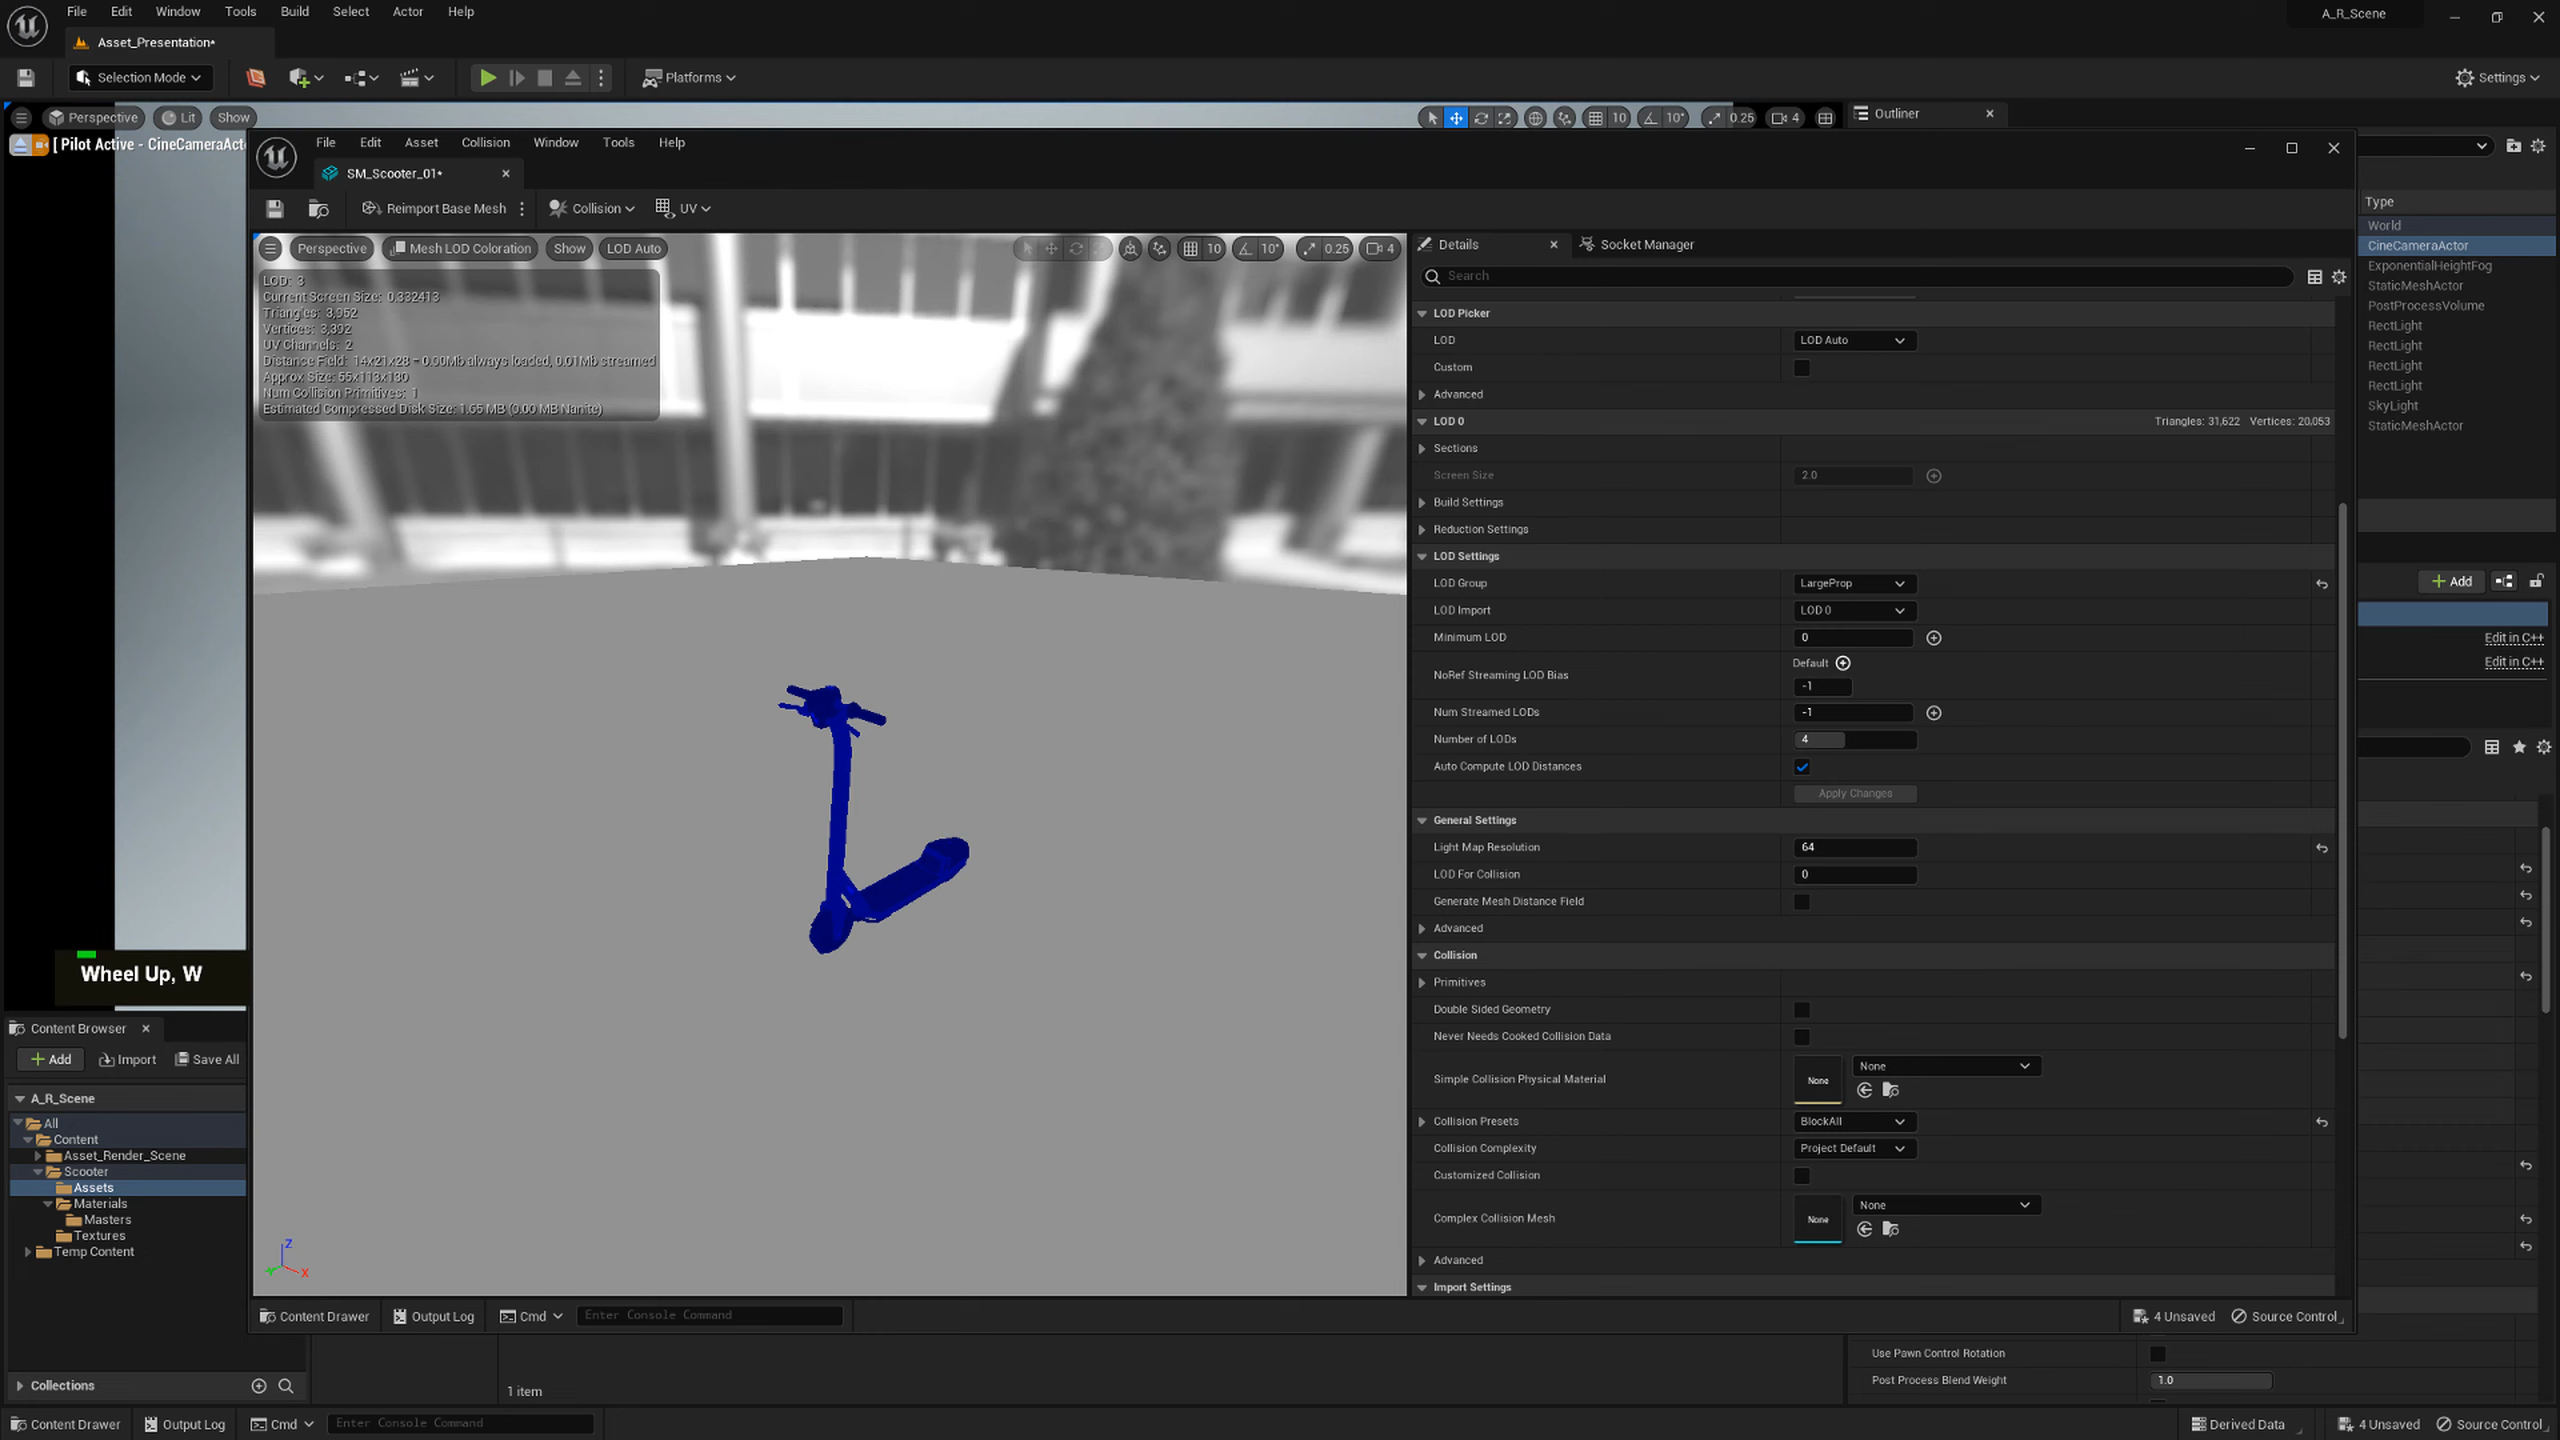 File Edit Window Tools Build Select Actor Help
A_R_Scene
Asset_Presentation*
Selection Mode
Platforms
Settings
Perspective Lit Show
10 10° 0.25 4
Outliner
[ Pilot Active - CineCameraAct
File Edit Asset Collision Window Tools Help
SM_Scooter_01*
Reimport Base Mesh Collision UV
Perspective Mesh LOD Coloration Show LOD Auto
10 10° 0.25 4
LOD: 3
Current Screen Size: 0.332413
Triangles: 3,952
Vertices: 3,392
UV Channels: 2
Distance Field: 14x21x28 = 0.00Mb always loaded, 0.01Mb streamed
Approx Size: 55x113x130
Num Collision Primitives: 1
Estimated Compressed Disk Size: 1.65 MB (0.00 MB Nanite)
Z
X
Details Socket Manager
Search
LOD Picker
LOD LOD Auto
Custom
Advanced
LOD 0 Triangles: 31,622 Vertices: 20,053
Sections
Screen Size 2.0
Build Settings
Reduction Settings
LOD Settings
LOD Group LargeProp
LOD Import LOD 0
Minimum LOD 0
Default
NoRef Streaming LOD Bias
-1
Num Streamed LODs -1
Number of LODs 4
Auto Compute LOD Distances
Apply Changes
General Settings
Light Map Resolution 64
LOD For Collision 0
Generate Mesh Distance Field
Advanced
Collision
Primitives
Double Sided Geometry
Never Needs Cooked Collision Data
Simple Collision Physical Material None None
Collision Presets BlockAll
Collision Complexity Project Default
Customized Collision
Complex Collision Mesh None None
Advanced
Import Settings
Content Drawer Output Log Cmd Enter Console Command
4 Unsaved Source Control
Type
World
CineCameraActor
ExponentialHeightFog
StaticMeshActor
PostProcessVolume
RectLight
RectLight
RectLight
RectLight
SkyLight
StaticMeshActor
Add
Edit in C++
Edit in C++
Wheel Up, W
Content Browser
Add Import Save All
A_R_Scene
All
Content
Asset_Render_Scene
Scooter
Assets
Materials
Masters
Textures
Temp Content
Collections
1 item
Use Pawn Control Rotation
Post Process Blend Weight 1.0
Content Drawer Output Log Cmd Enter Console Command
Derived Data 4 Unsaved Source Control